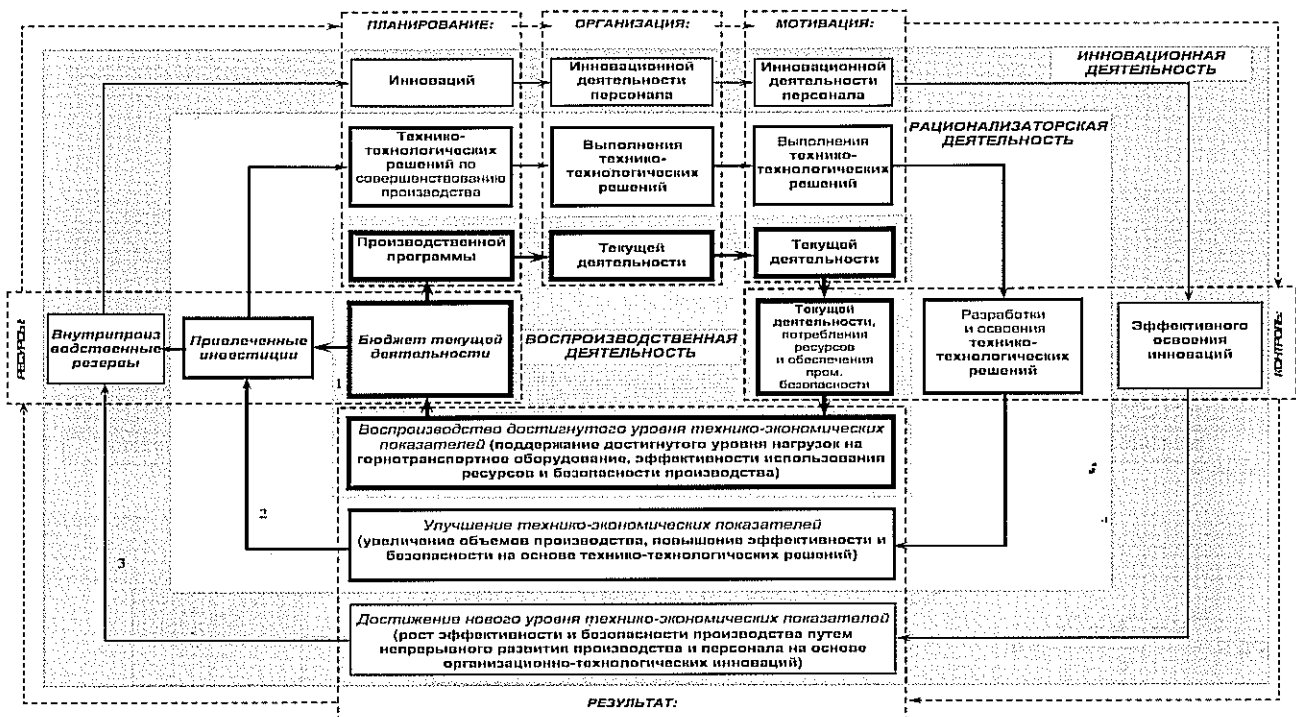 ПЛАНИРОВАНИЕ:
ОРГАНИЗАЦИЯ:
МОТИВАЦИЯ:
ИННОВАЦИОННАЯ
ДЕЯТЕЛЬНОСТЬ
Инноваций
Инновационной
деятельности
персонала
Инновационной
деятельности
персонала
РАЦИОНАЛИЗАТОРСКАЯ
ДЕЯТЕЛЬНОСТЬ
Технико-
технологических
решений по
совершенствованию
производства
Выполнения
технико-
технологических
решений
Выполнения
технико-
технологических
решений
Производственной
программы
Текущей
деятельности
Текущей
деятельности
РЕСУРСЫ:
Внутрипроиз
водственные
резервы
Привлеченные
инвестиции
Бюджет текущей
деятельности
ВОСПРОИЗВОДСТВЕННАЯ
ДЕЯТЕЛЬНОСТЬ
Текущей
деятельности,
потребления
ресурсов
и обеспечения
пром.
безопасности
Разработки
и освоения
технико-
технологических
решений
Эффективного
освоения
инноваций
КОНТРОЛЬ:
1
Воспроизводство достигнутого уровня технико-экономических
показателей (поддержание достигнутого уровня нагрузок на
горнотранспортное оборудование, эффективности использования
ресурсов и безопасности производства)
2
Улучшение технико-экономических показателей
(увеличение объемов производства, повышение эффективности и
безопасности на основе технико-технологических решений)
3
Достижение нового уровня технико-экономических показателей
(рост эффективности и безопасности производства путем
непрерывного развития производства и персонала на основе
организационно-технологических инноваций)
РЕЗУЛЬТАТ: